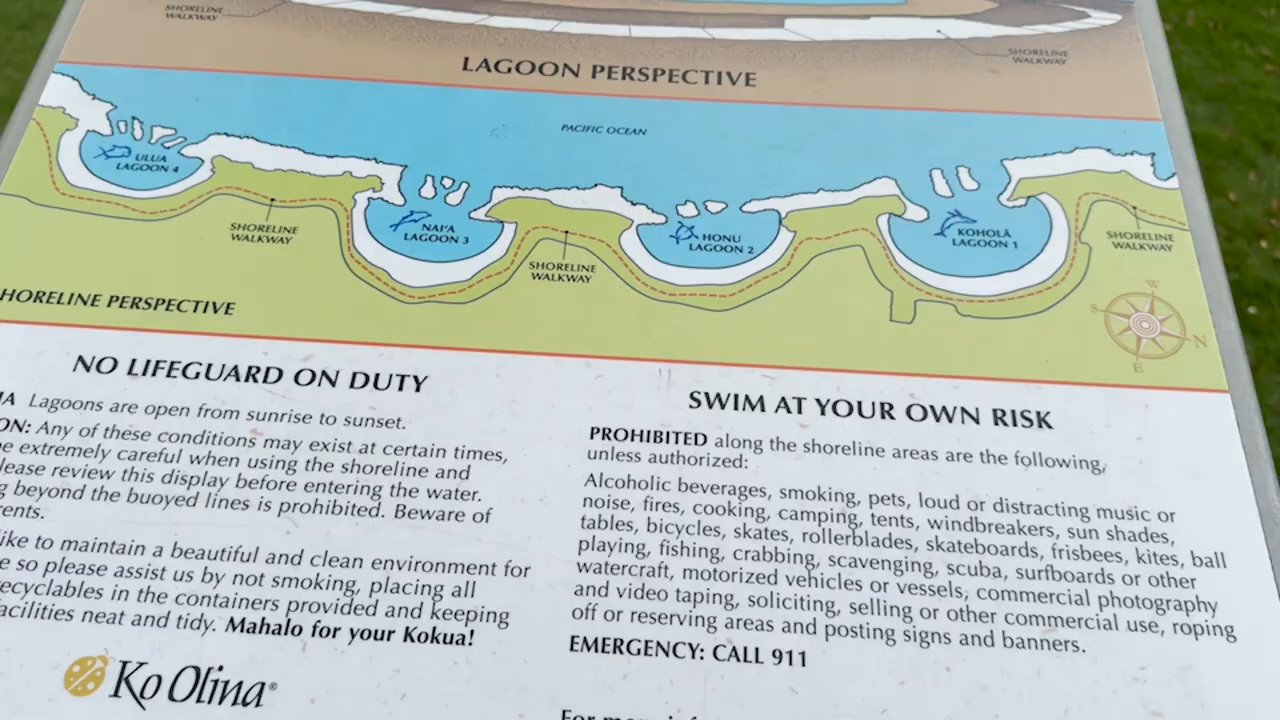 SHORELINE
WALKWAY
SHORELINE
WALKWAY
LAGOON PERSPECTIVE
PACIFIC OCEAN
ULUA
LAGOON 4
NAI'A
LAGOON 3
HONU
LAGOON 2
KOHOLĀ
LAGOON 1
SHORELINE
WALKWAY
SHORELINE
WALKWAY
SHORELINE
WALKWAY
W
S
N
E
HORELINE PERSPECTIVE
NO LIFEGUARD ON DUTY
Lagoons are open from sunrise to sunset.
ON: Any of these conditions may exist at certain times,
e extremely careful when using the shoreline and
lease review this display before entering the water.
g beyond the buoyed lines is prohibited. Beware of
rents.
ike to maintain a beautiful and clean environment for
e so please assist us by not smoking, placing all
ecyclables in the containers provided and keeping
acilities neat and tidy. Mahalo for your Kokua!
Ko Olina®
SWIM AT YOUR OWN RISK
PROHIBITED along the shoreline areas are the following,
unless authorized:
Alcoholic beverages, smoking, pets, loud or distracting music or
noise, fires, cooking, camping, tents, windbreakers, sun shades,
tables, bicycles, skates, rollerblades, skateboards, frisbees, kites, ball
playing, fishing, crabbing, scavenging, scuba, surfboards or other
watercraft, motorized vehicles or vessels, commercial photography
and video taping, soliciting, selling or other commercial use, roping
off or reserving areas and posting signs and banners.
EMERGENCY: CALL 911
For more